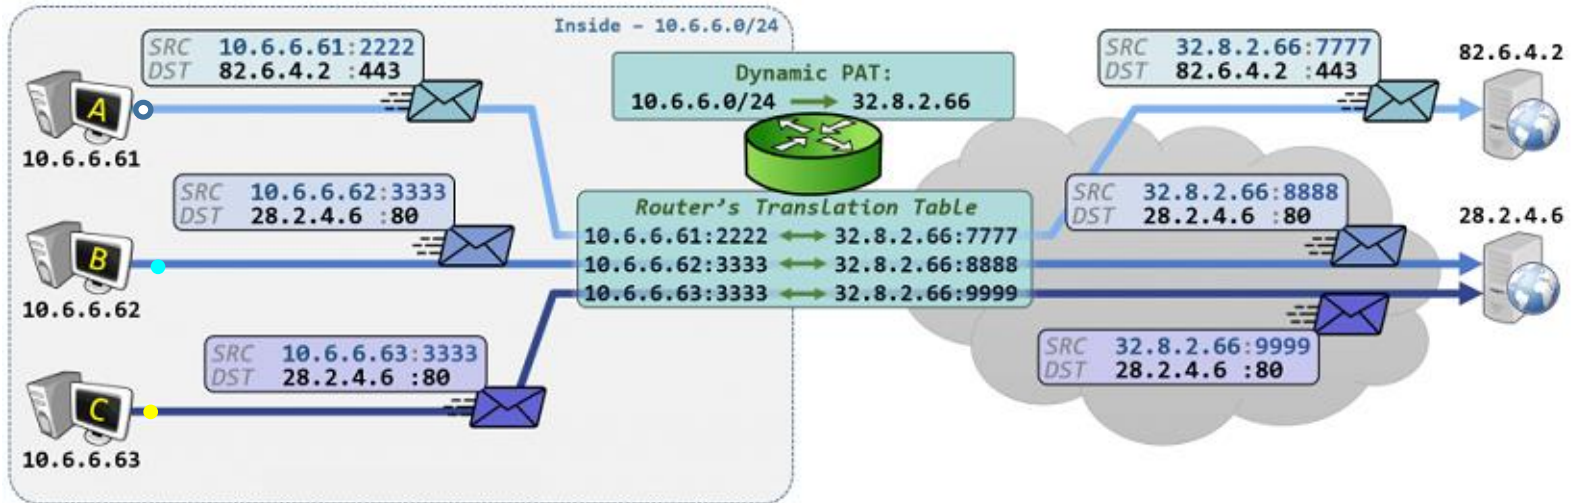 Inside – 10.6.6.0/24
SRC 10.6.6.61:2222
DST 82.6.4.2 :443
A
10.6.6.61
SRC 10.6.6.62:3333
DST 28.2.4.6 :80
B
10.6.6.62
SRC 10.6.6.63:3333
DST 28.2.4.6 :80
C
10.6.6.63
Dynamic PAT:
10.6.6.0/24 → 32.8.2.66
Router's Translation Table
10.6.6.61:2222 ↔ 32.8.2.66:7777
10.6.6.62:3333 ↔ 32.8.2.66:8888
10.6.6.63:3333 ↔ 32.8.2.66:9999
SRC 32.8.2.66:7777
DST 82.6.4.2 :443
82.6.4.2
SRC 32.8.2.66:8888
DST 28.2.4.6 :80
28.2.4.6
SRC 32.8.2.66:9999
DST 28.2.4.6 :80